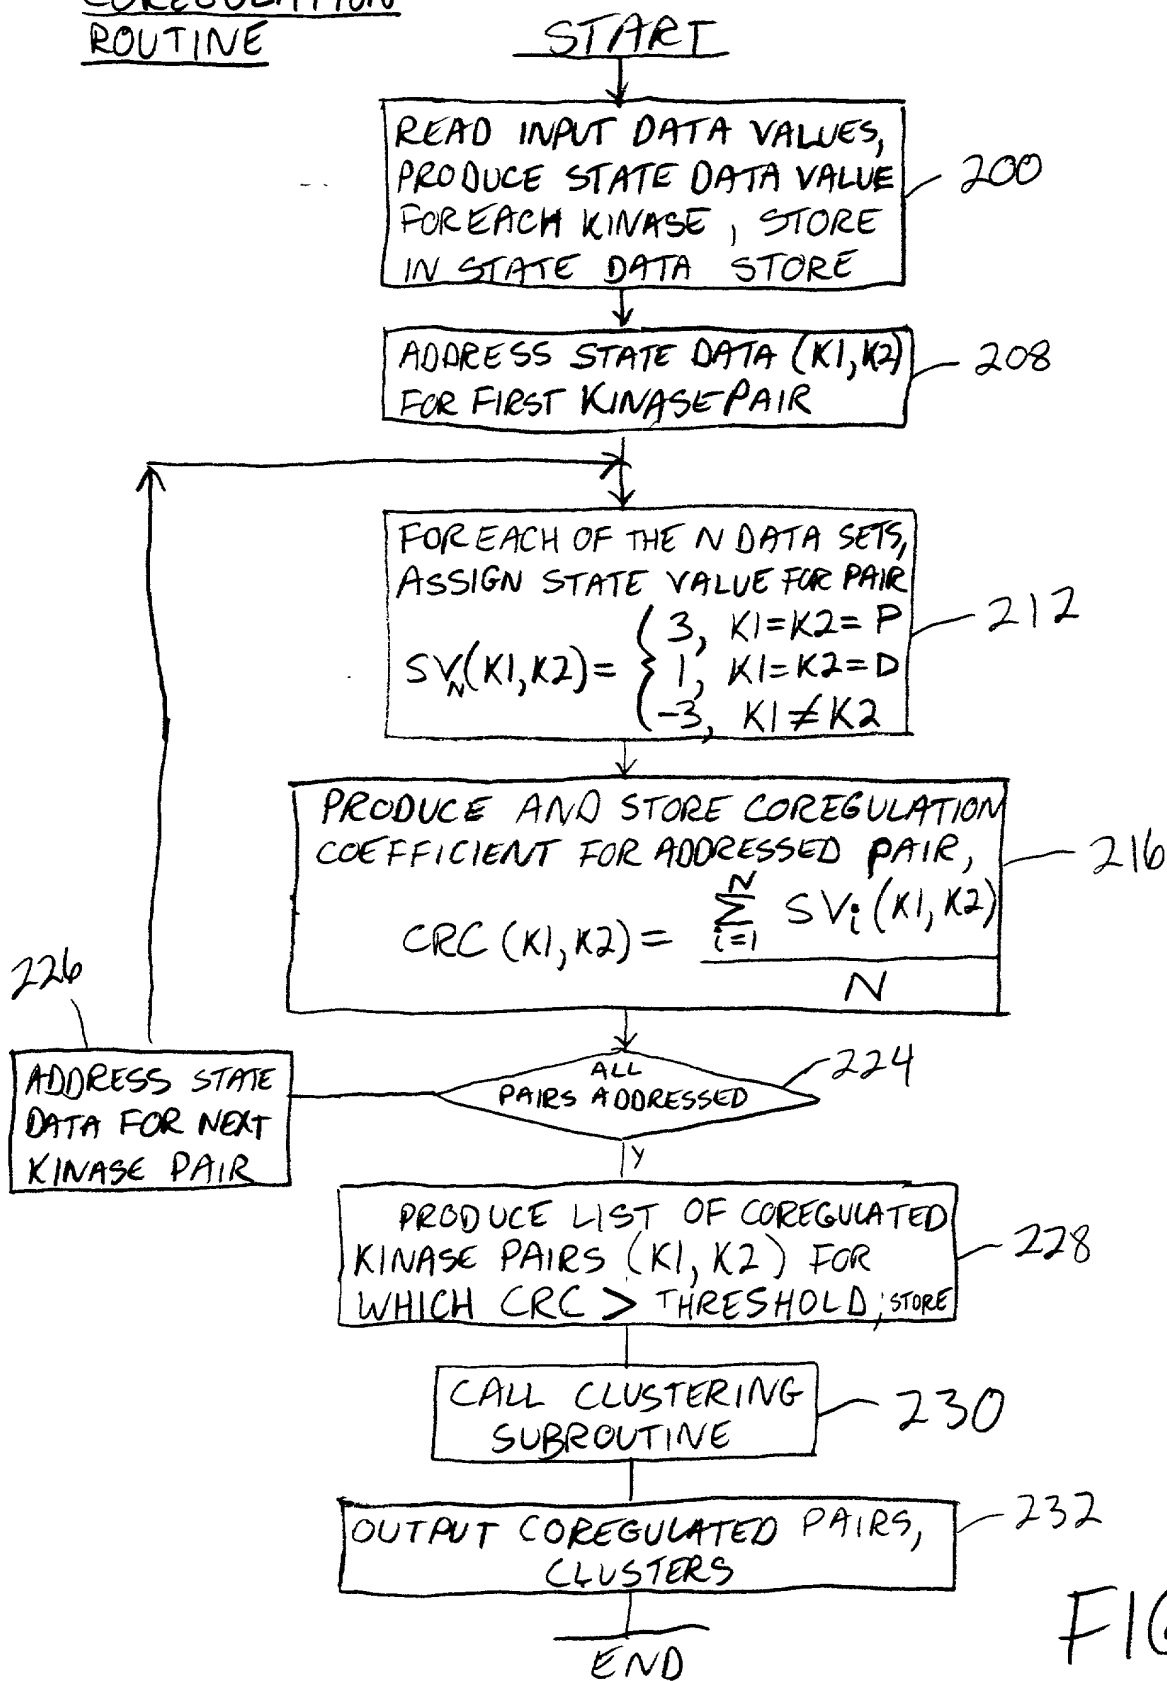 COREGULATION
ROUTINE
START
READ INPUT DATA VALUES,
PRODUCE STATE DATA VALUE
FOR EACH KINASE, STORE
IN STATE DATA STORE
200
ADDRESS STATE DATA (K1,K2)
FOR FIRST KINASE PAIR
208
FOR EACH OF THE N DATA SETS,
ASSIGN STATE VALUE FOR PAIR
SV_N(K1,K2) = { 3, K1=K2=P
1, K1=K2=D
-3, K1≠K2
212
PRODUCE AND STORE COREGULATION
COEFFICIENT FOR ADDRESSED PAIR,
CRC (K1,K2) = \frac{\sum_{i=1}^{N} SV_i (K1,K2)}{N}
216
226
ADDRESS STATE
DATA FOR NEXT
KINASE PAIR
ALL
PAIRS ADDRESSED
224
Y
PRODUCE LIST OF COREGULATED
KINASE PAIRS (K1, K2) FOR
WHICH CRC > THRESHOLD; STORE
228
CALL CLUSTERING
SUBROUTINE
230
OUTPUT COREGULATED PAIRS,
CLUSTERS
232
END